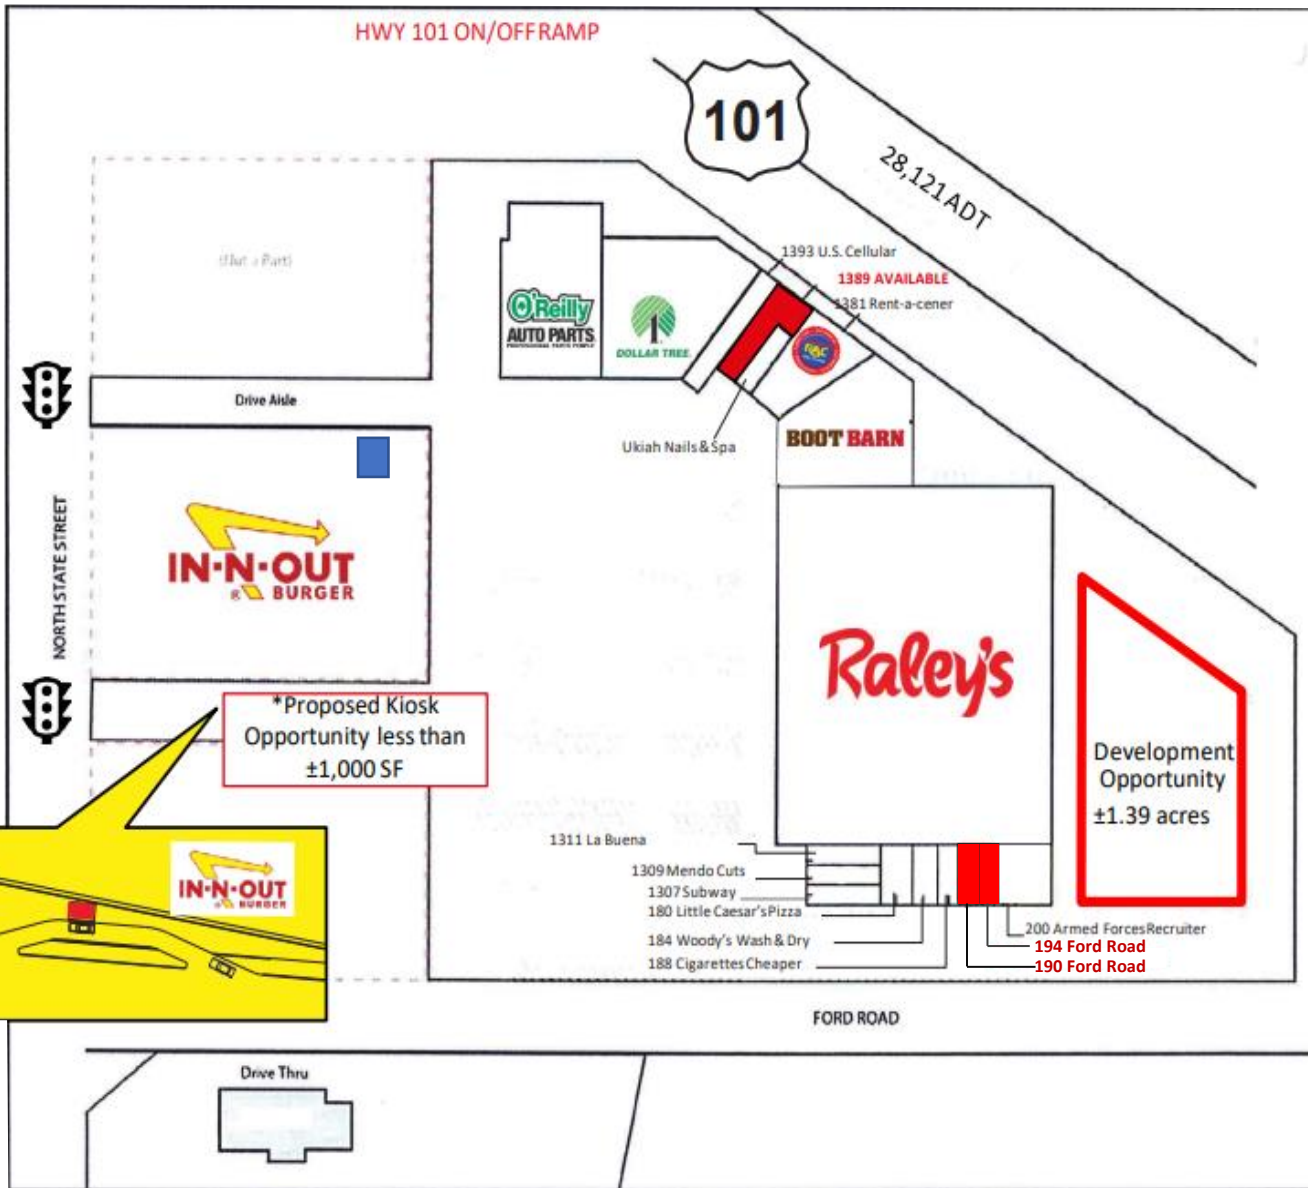 HWY 101 ON/OFFRAMP
101
28,121 ADT
1393 U.S. Cellular
1389 AVAILABLE
1381 Rent-a-cener
O'Reilly
AUTO PARTS
DOLLAR TREE
RAC
Drive Aisle
Ukiah Nails & Spa
BOOT BARN
IN-N-OUT
BURGER
NORTH STATE STREET
Raley's
*Proposed Kiosk
Opportunity less than
±1,000 SF
Development
Opportunity
±1.39 acres
IN-N-OUT
BURGER
1311 La Buena
1309 Mendo Cuts
1307 Subway
180 Little Caesar's Pizza
184 Woody's Wash & Dry
188 Cigarettes Cheaper
200 Armed Forces Recruiter
194 Ford Road
190 Ford Road
FORD ROAD
Drive Thru